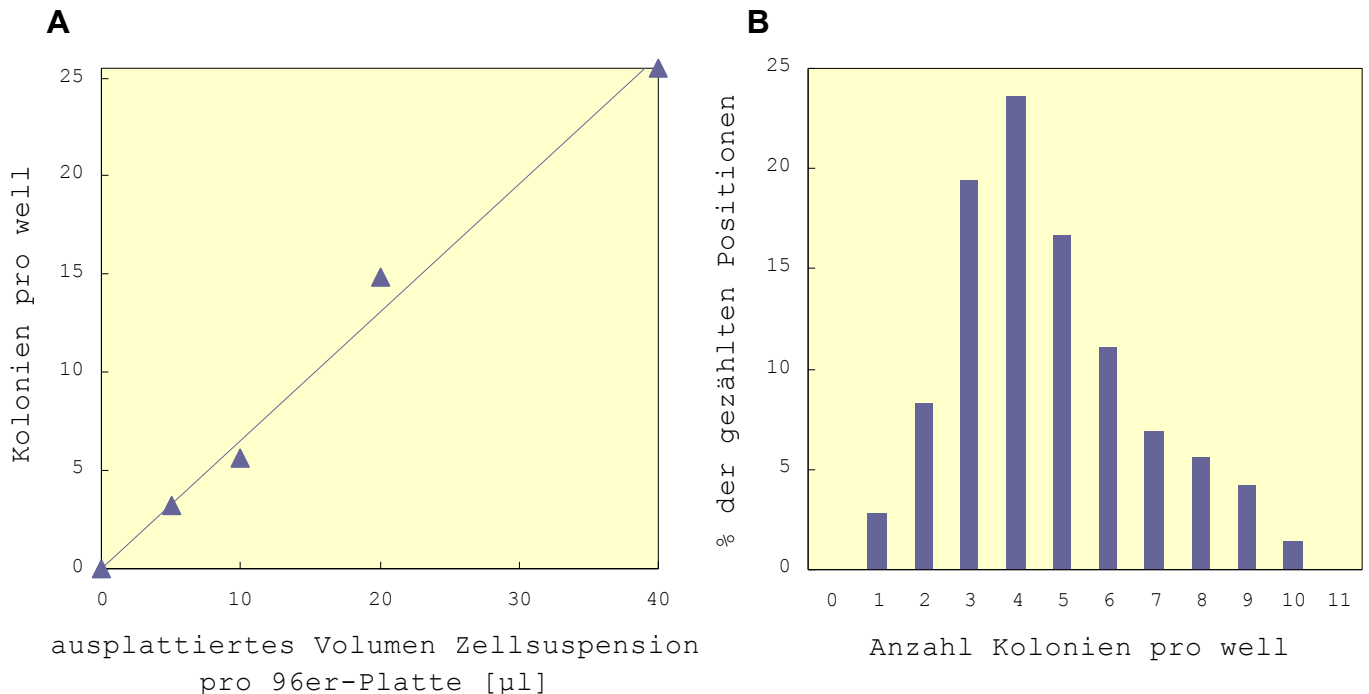 A
Kolonien pro well
25
20
15
10
5
0
0 10 20 30 40
ausplattiertes Volumen Zellsuspension
pro 96er-Platte [µl]
B
% der gezählten Positionen
25
20
15
10
5
0
0 1 2 3 4 5 6 7 8 9 10 11
Anzahl Kolonien pro well